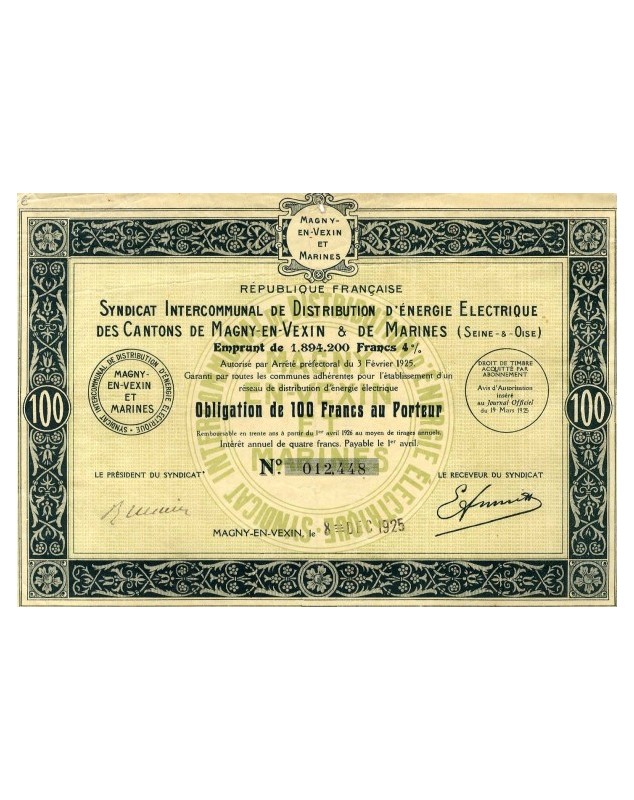 MAGNY-
EN-VEXIN
ET
MARINES
RÉPUBLIQUE FRANÇAISE
SYNDICAT INTERCOMMUNAL DE DISTRIBUTION D'ÉNERGIE ELECTRIQUE
DES CANTONS DE MAGNY-EN-VEXIN & DE MARINES (SEINE-&-OISE)
Emprunt de 1.894.200 Francs 4%
Autorisé par Arrêté préfectoral du 3 Février 1925.
Garanti par toutes les communes adhérentes pour l'établissement d'un
réseau de distribution d'énergie électrique
SYNDICAT INTERCOMMUNAL DE DISTRIBUTION D'ÉNERGIE ÉLECTRIQUE
MAGNY-
EN-VEXIN
ET
MARINES
DROIT DE TIMBRE
ACQUITTÉ PAR
ABONNEMENT
Avis d'Autorisation
inséré
au Journal Officiel
du 19 Mars 1925
100
100
Obligation de 100 Francs au Porteur
Remboursable en trente ans à partir du 1er avril 1926 au moyen de tirages annuels.
Intérêt annuel de quatre francs. Payable le 1er avril.
No. 012,448
LE PRÉSIDENT DU SYNDICAT
LE RECEVEUR DU SYNDICAT
MAGNY-EN-VEXIN, le 8 = DEC 1925